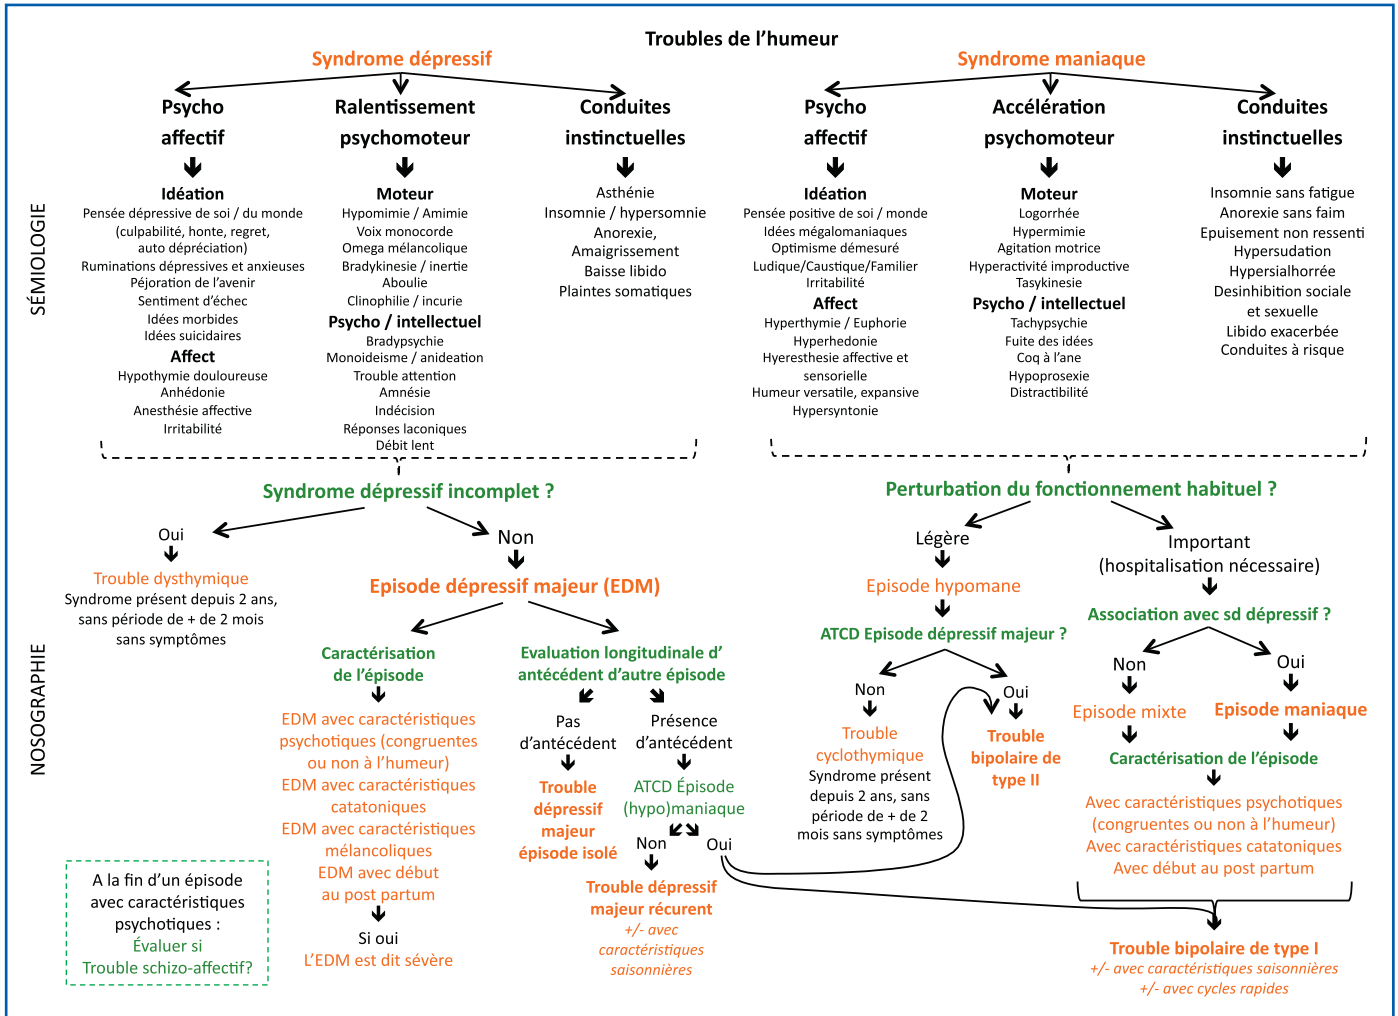 Troubles de l’humeur
Syndrome dépressif
Syndrome maniaque
SÉMIOLOGIE
Psycho
affectif
Idéation
Pensée dépressive de soi / du monde
(culpabilité, honte, regret,
auto dépréciation)
Ruminations dépressives et anxieuses
Péjoration de l’avenir
Sentiment d’échec
Idées morbides
Idées suicidaires
Affect
Hypothymie douloureuse
Anhédonie
Anesthésie affective
Irritabilité
Ralentissement
psychomoteur
Moteur
Hypomimie / Amimie
Voix monocorde
Omega mélancolique
Bradykinesie / inertie
Aboulie
Clinophilie / incurie
Psycho / intellectuel
Bradypsychie
Monoideisme / anideation
Trouble attention
Amnésie
Indécision
Réponses laconiques
Débit lent
Conduites
instinctuelles
Asthénie
Insomnie / hypersomnie
Anorexie,
Amaigrissement
Baisse libido
Plaintes somatiques
Psycho
affectif
Idéation
Pensée positive de soi / monde
Idées mégalomaniaques
Optimisme démesuré
Ludique/Caustique/Familier
Irritabilité
Affect
Hyperthymie / Euphorie
Hyperhedonie
Hyeresthesie affective et
sensorielle
Humeur versatile, expansive
Hypersyntonie
Accélération
psychomoteur
Moteur
Logorrhée
Hypermimie
Agitation motrice
Hyperactivité improductive
Tasykinesie
Psycho / intellectuel
Tachypsychie
Fuite des idées
Coq à l’ane
Hypoprosexie
Distractibilité
Conduites
instinctuelles
Insomnie sans fatigue
Anorexie sans faim
Epuisement non ressenti
Hypersudation
Hypersialhorrée
Desinhibition sociale
et sexuelle
Libido exacerbée
Conduites à risque
NOSOGRAPHIE
Syndrome dépressif incomplet ?
Oui
Trouble dysthymique
Syndrome présent depuis 2 ans,
sans période de + de 2 mois
sans symptômes
Non
Episode dépressif majeur (EDM)
Caractérisation
de l’épisode
EDM avec caractéristiques
psychotiques (congruentes
ou non à l’humeur)
EDM avec caractéristiques
catatoniques
EDM avec caractéristiques
mélancoliques
EDM avec début
au post partum
Si oui
L’EDM est dit sévère
Evaluation longitudinale d’
antécédent d’autre épisode
Pas
d’antécédent
Trouble
dépressif
majeur
épisode isolé
Présence
d’antécédent
ATCD Épisode
(hypo)maniaque
Non
Oui
Trouble dépressif
majeur récurent
+/- avec
caractéristiques
saisonnières
A la fin d’un épisode
avec caractéristiques
psychotiques :
Évaluer si
Trouble schizo-affectif?
Perturbation du fonctionnement habituel ?
Légère
Episode hypomane
ATCD Episode dépressif majeur ?
Non
Trouble
cyclothymique
Syndrome présent
depuis 2 ans, sans
période de + de 2
mois sans symptômes
Oui
Trouble
bipolaire de
type II
Important
(hospitalisation nécessaire)
Association avec sd dépressif ?
Non
Episode mixte
Oui
Episode maniaque
Caractérisation de l’épisode
Avec caractéristiques psychotiques
(congruentes ou non à l’humeur)
Avec caractéristiques catatoniques
Avec début au post partum
Trouble bipolaire de type I
+/- avec caractéristiques saisonnières
+/- avec cycles rapides